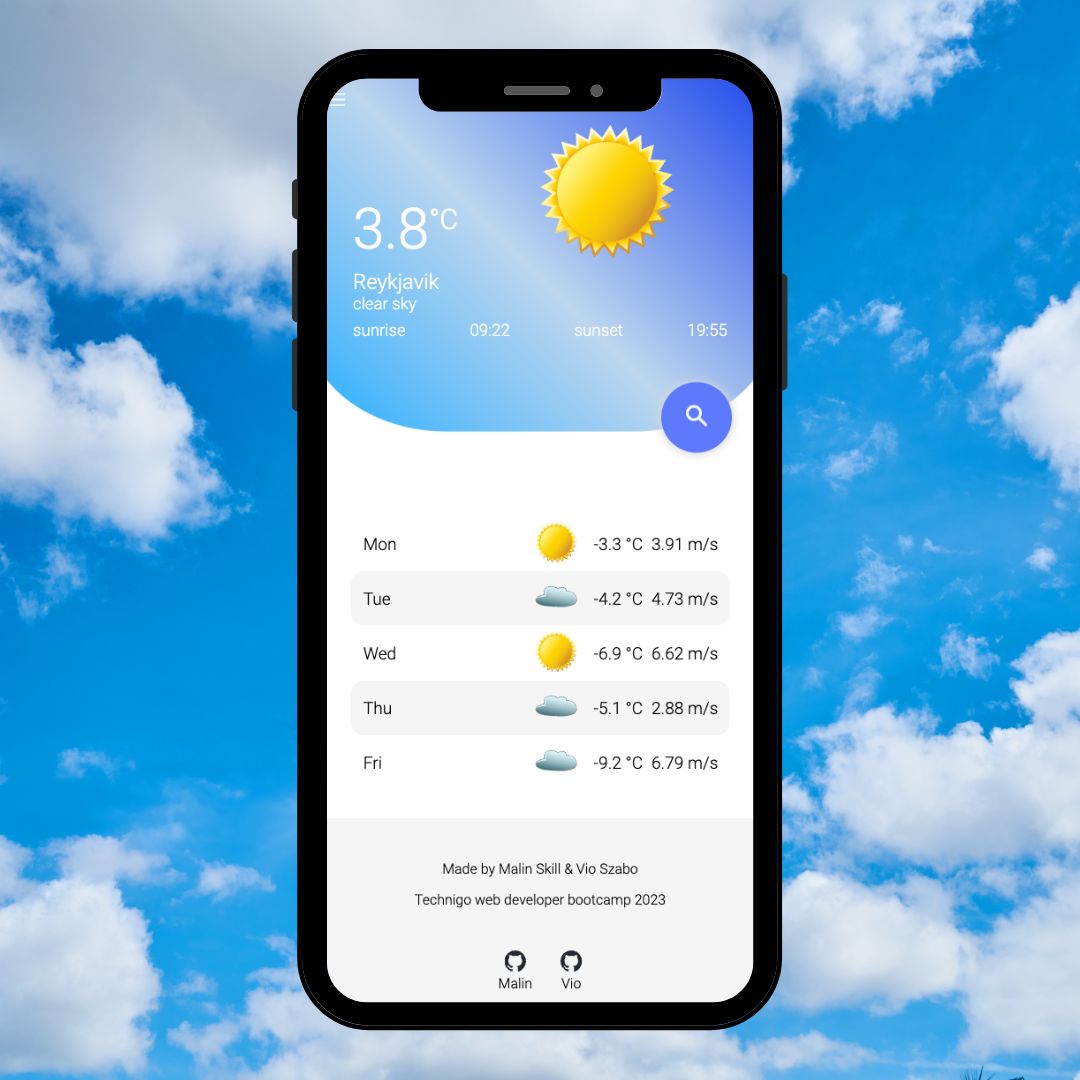 3.8°C
Reykjavik
clear sky
sunrise 09:22 sunset 19:55
Mon -3.3 °C 3.91 m/s
Tue -4.2 °C 4.73 m/s
Wed -6.9 °C 6.62 m/s
Thu -5.1 °C 2.88 m/s
Fri -9.2 °C 6.79 m/s
Made by Malin Skill & Vio Szabo
Technigo web developer bootcamp 2023
Malin Vio